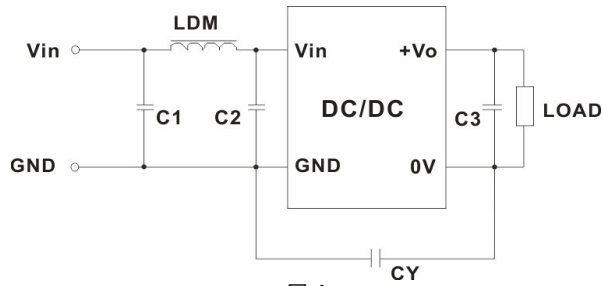 LDM
Vin
Vin
+Vo
C1
C2
DC/DC
C3
LOAD
GND
GND
0V
CY